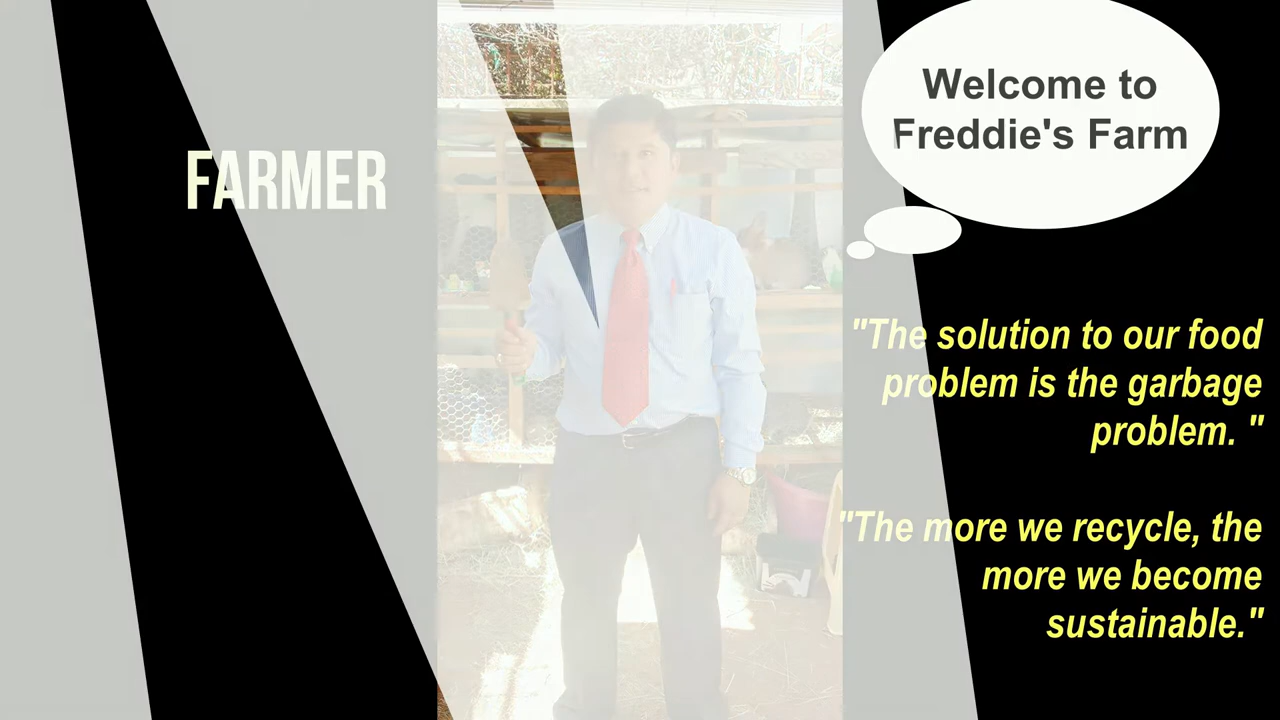 FARMER
Welcome to
Freddie's Farm
"The solution to our food
problem is the garbage
problem. "
"The more we recycle, the
more we become
sustainable."